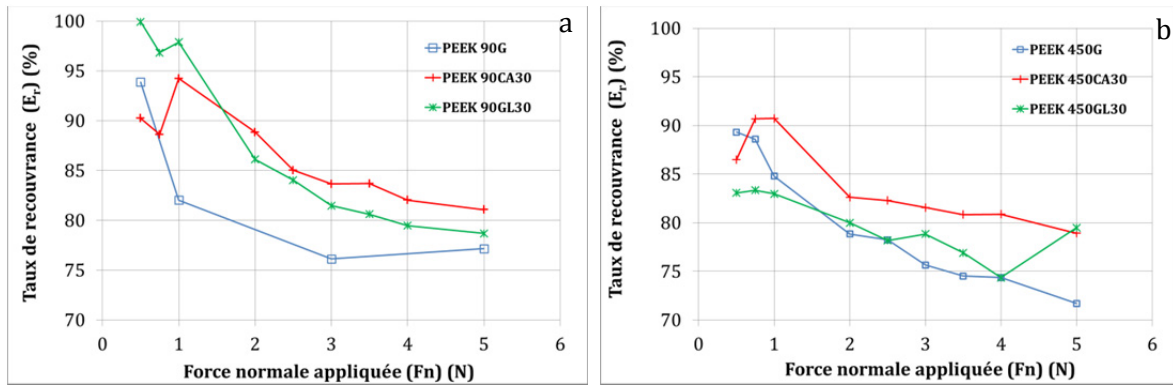 a
Taux de recouvrance (Er) (%)
100
95
90
85
80
75
70
PEEK 90G
PEEK 90CA30
PEEK 90GL30
0 1 2 3 4 5 6
Force normale appliquée (Fn) (N)
b
Taux de recouvrance (Er) (%)
100
95
90
85
80
75
70
PEEK 450G
PEEK 450CA30
PEEK 450GL30
0 1 2 3 4 5 6
Force normale appliquée (Fn) (N)